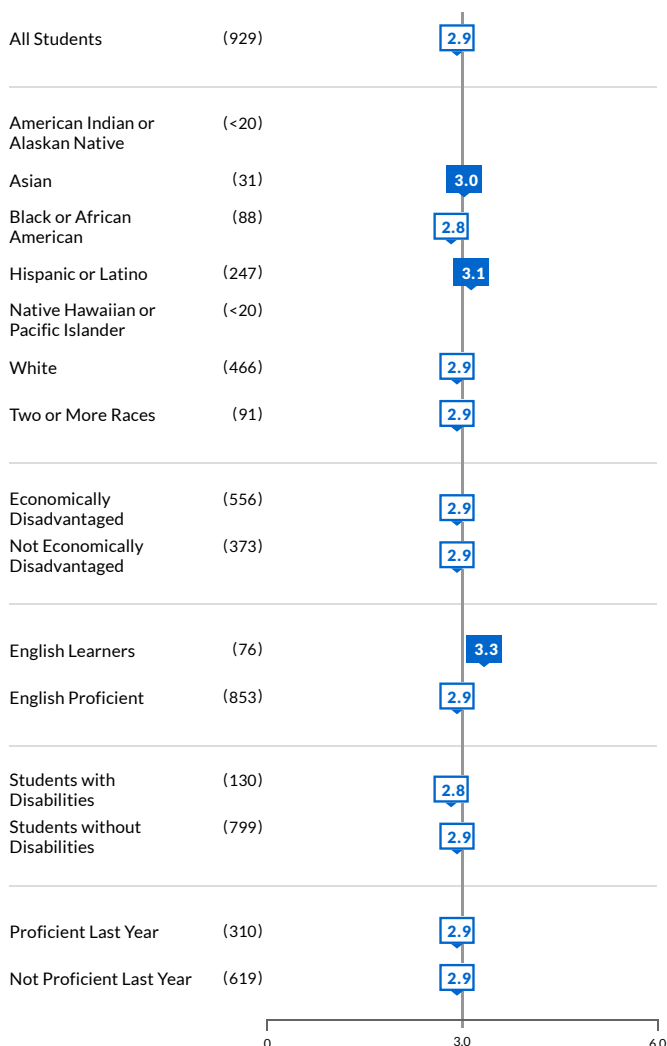 All Students (929) 2.9
American Indian or (<20)
Alaskan Native
Asian (31) 3.0
Black or African (88) 2.8
American
Hispanic or Latino (247) 3.1
Native Hawaiian or (<20)
Pacific Islander
White (466) 2.9
Two or More Races (91) 2.9
Economically (556) 2.9
Disadvantaged
Not Economically (373) 2.9
Disadvantaged
English Learners (76) 3.3
English Proficient (853) 2.9
Students with (130) 2.8
Disabilities
Students without (799) 2.9
Disabilities
Proficient Last Year (310) 2.9
Not Proficient Last Year (619) 2.9
0 3.0 6.0